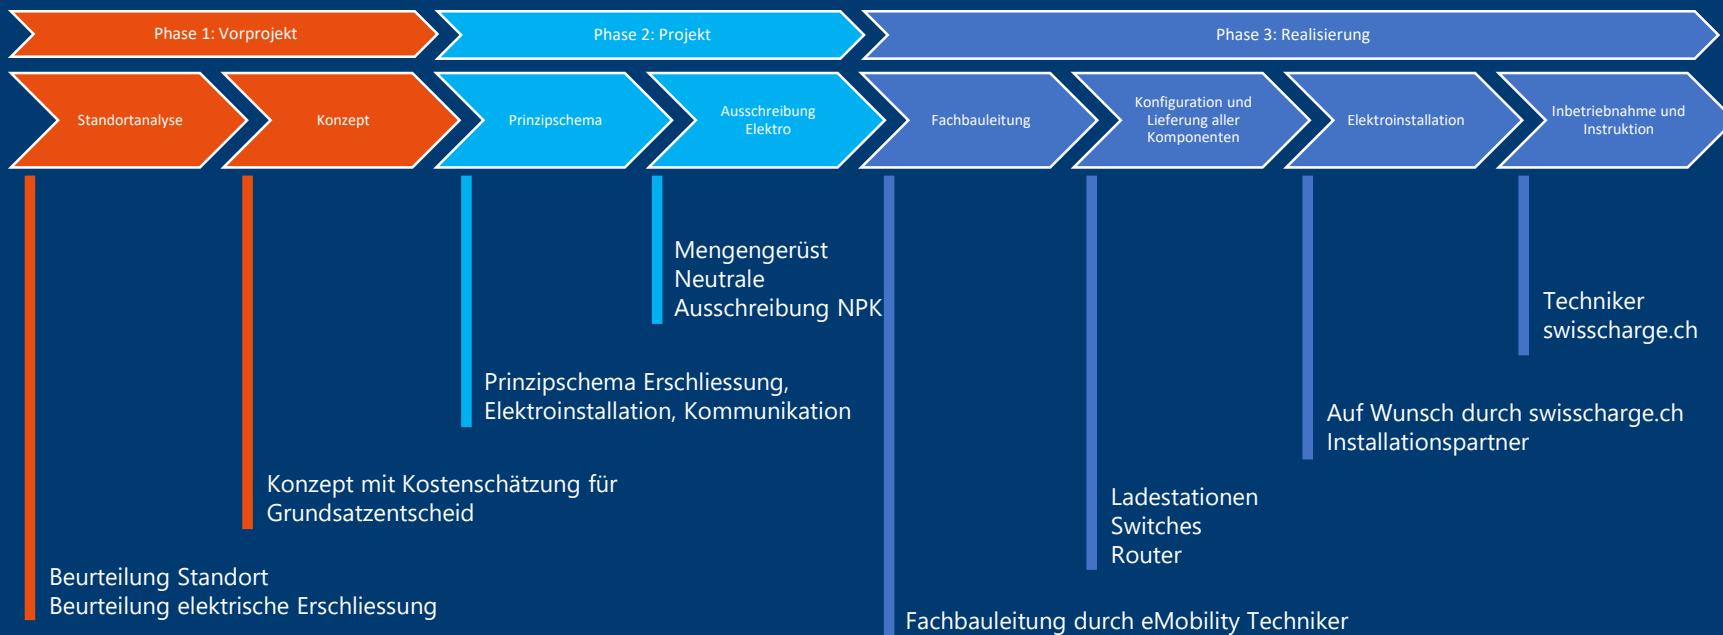 Phase 1: Vorprojekt
Phase 2: Projekt
Phase 3: Realisierung
Standortanalyse
Konzept
Prinzipschema
Ausschreibung
Elektro
Fachbauleitung
Konfiguration und
Lieferung aller
Komponenten
Elektroinstallation
Inbetriebnahme und
Instruktion
Beurteilung Standort
Beurteilung elektrische Erschliessung
Konzept mit Kostenschätzung für
Grundsatzentscheid
Prinzipschema Erschliessung,
Elektroinstallation, Kommunikation
Mengengerüst
Neutrale
Ausschreibung NPK
Fachbauleitung durch eMobility Techniker
Ladestationen
Switches
Router
Auf Wunsch durch swisscharge.ch
Installationspartner
Techniker
swisscharge.ch